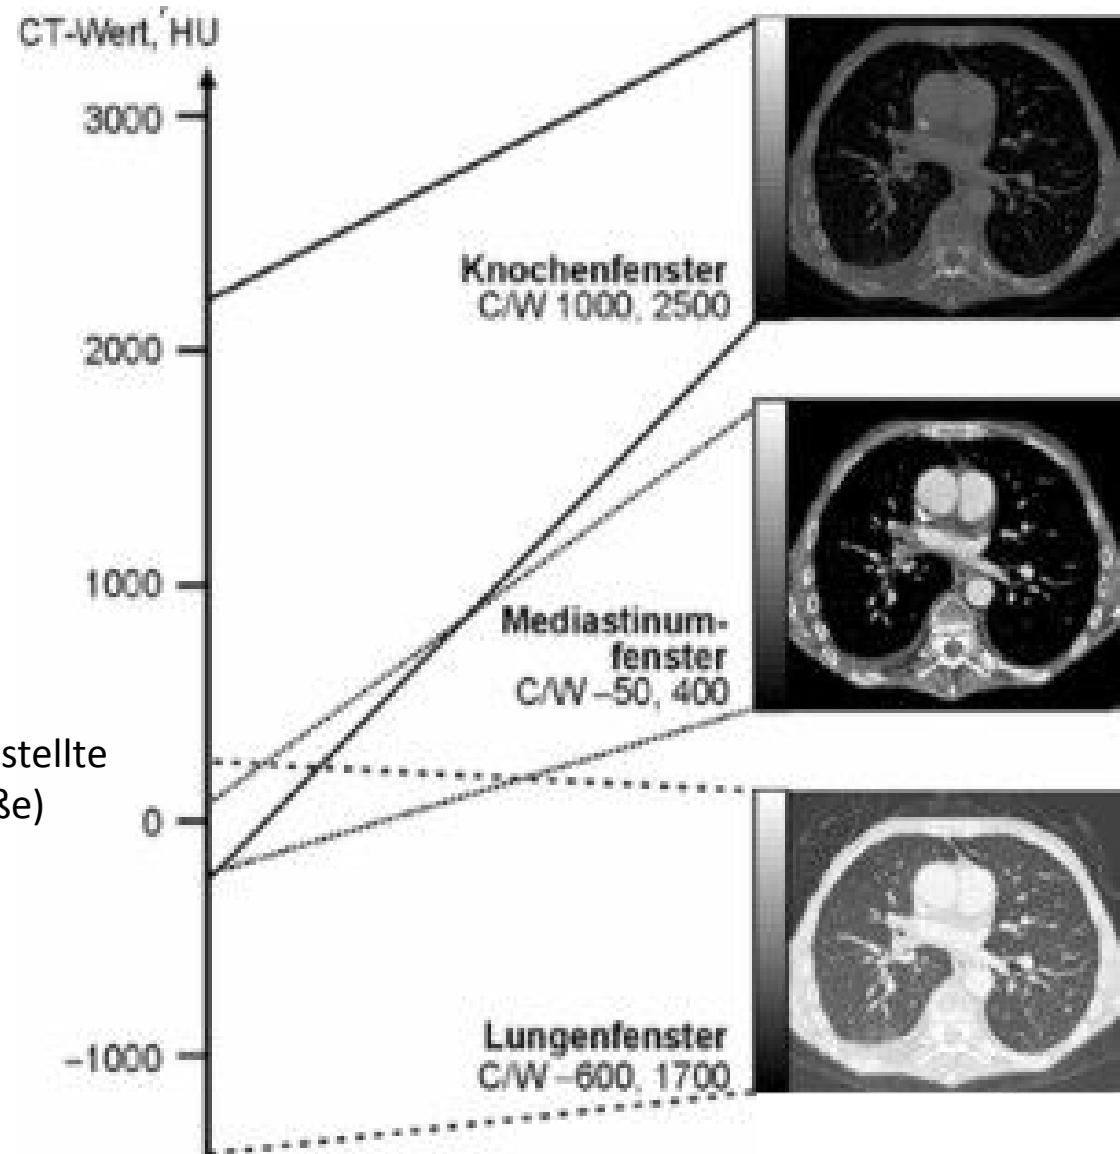 CT-Wert, HU
3000
Knochenfenster
C/W 1000, 2500
2000
1000
Mediastinum-
fenster
C/W –50, 400
stellte
ße)
0
Lungenfenster
C/W –600, 1700
–1000